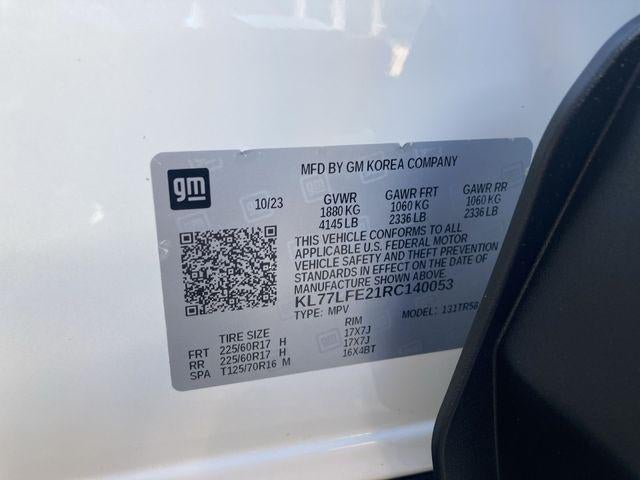 MFD BY GM KOREA COMPANY
gm
10/23 GVWR GAWR FRT GAWR RR
1880 KG 1060 KG 1060 KG
4145 LB 2336 LB 2336 LB
THIS VEHICLE CONFORMS TO ALL
APPLICABLE U.S. FEDERAL MOTOR
VEHICLE SAFETY AND THEFT PREVENTION
STANDARDS IN EFFECT ON THE DATE OF
MANUFACTURE SHOWN ABOVE.
KL77LFE21RC140053
TYPE: MPV MODEL: 131TR58
TIRE SIZE RIM
FRT 225/60R17 H 17X7J
RR 225/60R17 H 17X7J
SPA T125/70R16 M 16X4BT